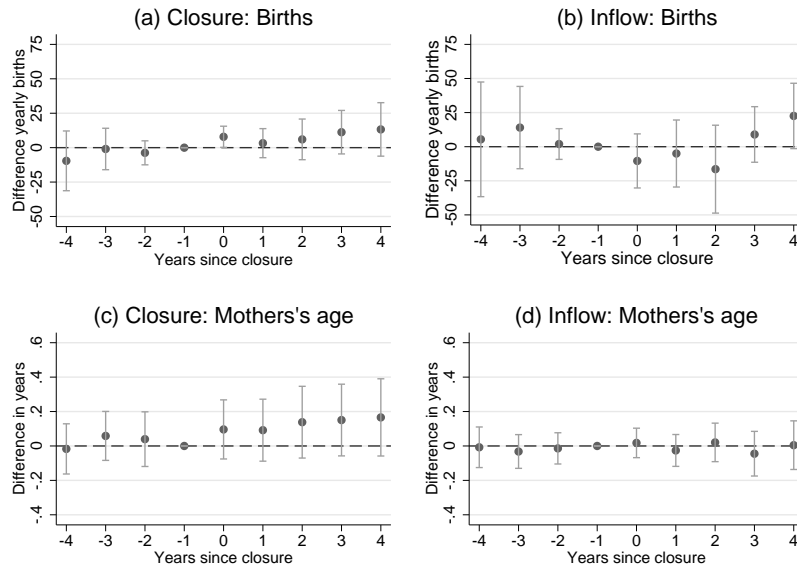 (a) Closure: Births
Difference yearly births
75
50
25
0
-25
-50
-4 -3 -2 -1 0 1 2 3 4
Years since closure
(b) Inflow: Births
Difference yearly births
75
50
25
0
-25
-50
-4 -3 -2 -1 0 1 2 3 4
Years since closure
(c) Closure: Mothers's age
Difference in years
.6
.4
.2
0
-.2
-.4
-4 -3 -2 -1 0 1 2 3 4
Years since closure
(d) Inflow: Mothers's age
Difference in years
.6
.4
.2
0
-.2
-.4
-4 -3 -2 -1 0 1 2 3 4
Years since closure